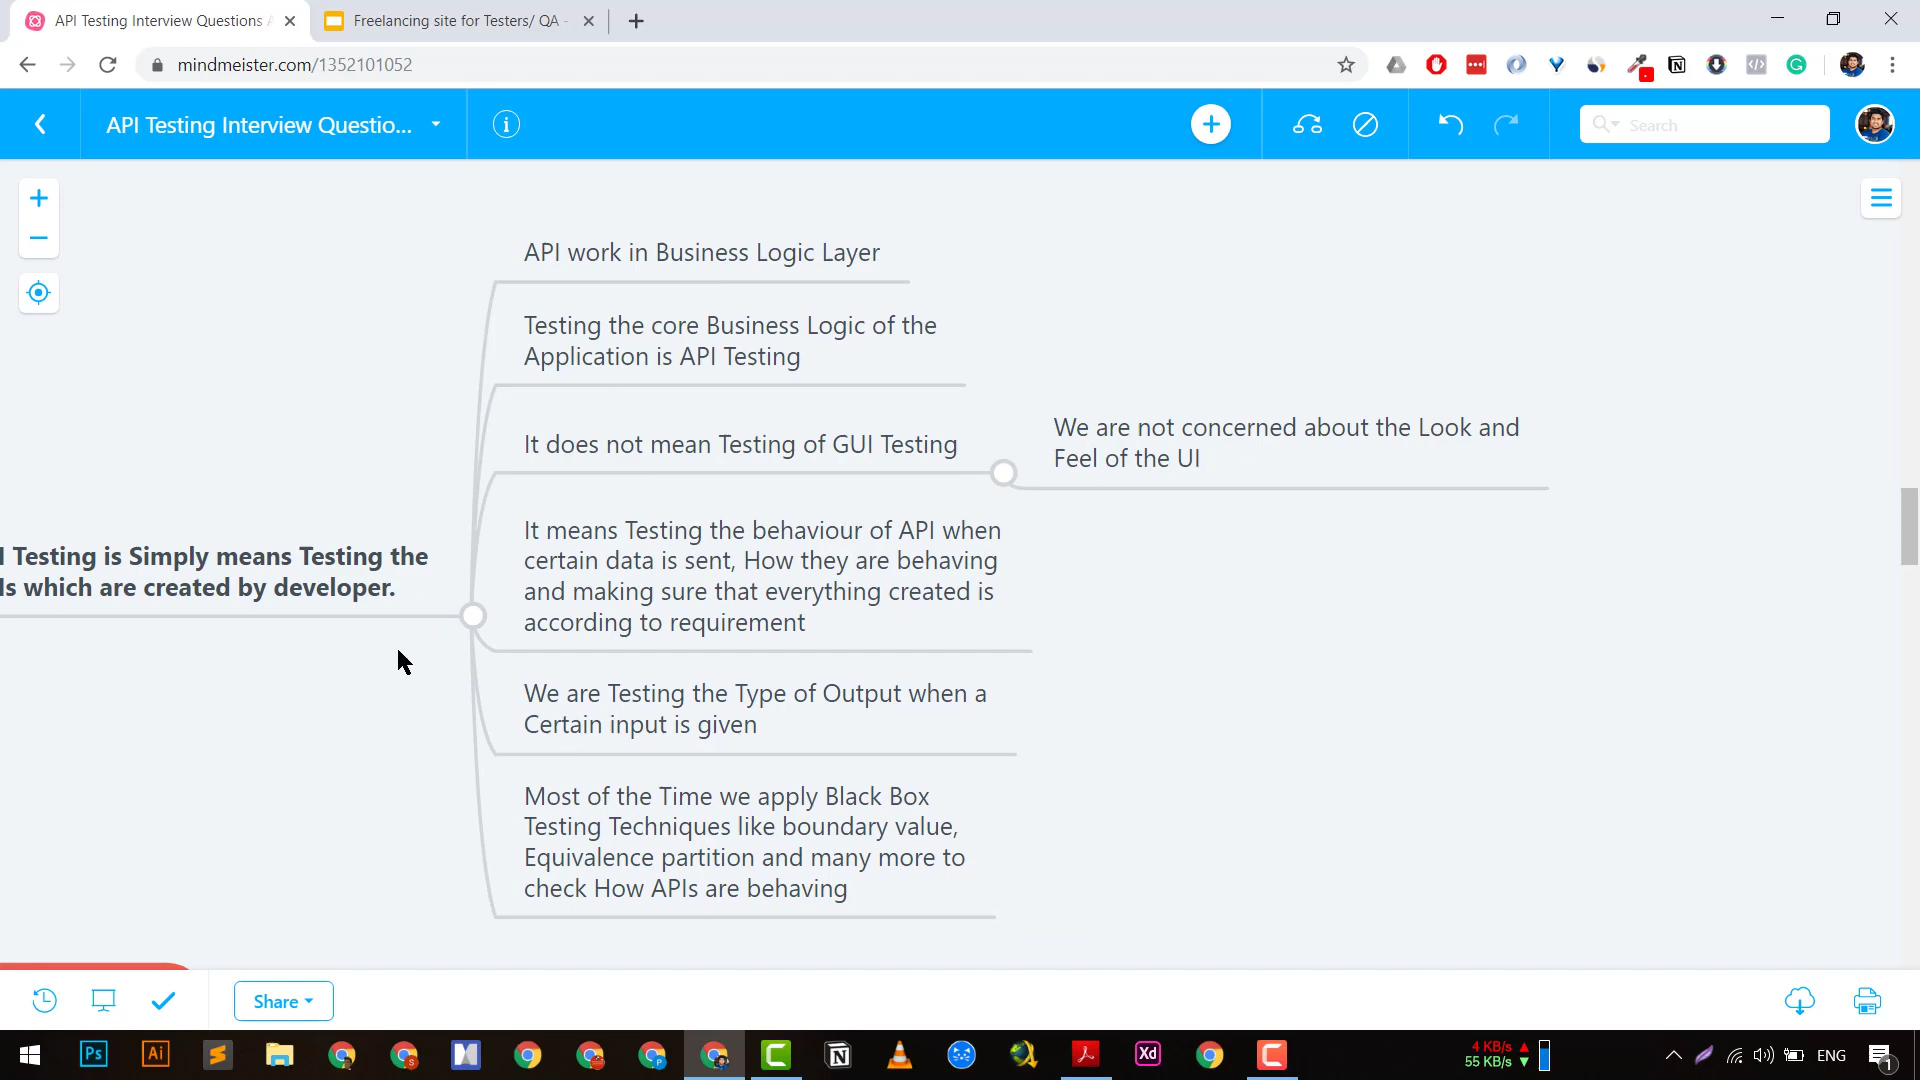 API Testing Interview Questions A
Freelancing site for Testers/ QA -
mindmeister.com/1352101052
API Testing Interview Questio...
Search
API work in Business Logic Layer
Testing the core Business Logic of the
Application is API Testing
It does not mean Testing of GUI Testing
We are not concerned about the Look and
Feel of the UI
It means Testing the behaviour of API when
certain data is sent, How they are behaving
and making sure that everything created is
according to requirement
I Testing is Simply means Testing the
Is which are created by developer.
We are Testing the Type of Output when a
Certain input is given
Most of the Time we apply Black Box
Testing Techniques like boundary value,
Equivalence partition and many more to
check How APIs are behaving
Share
Ps
Ai
Xd
4 KB/s
55 KB/s
ENG
1